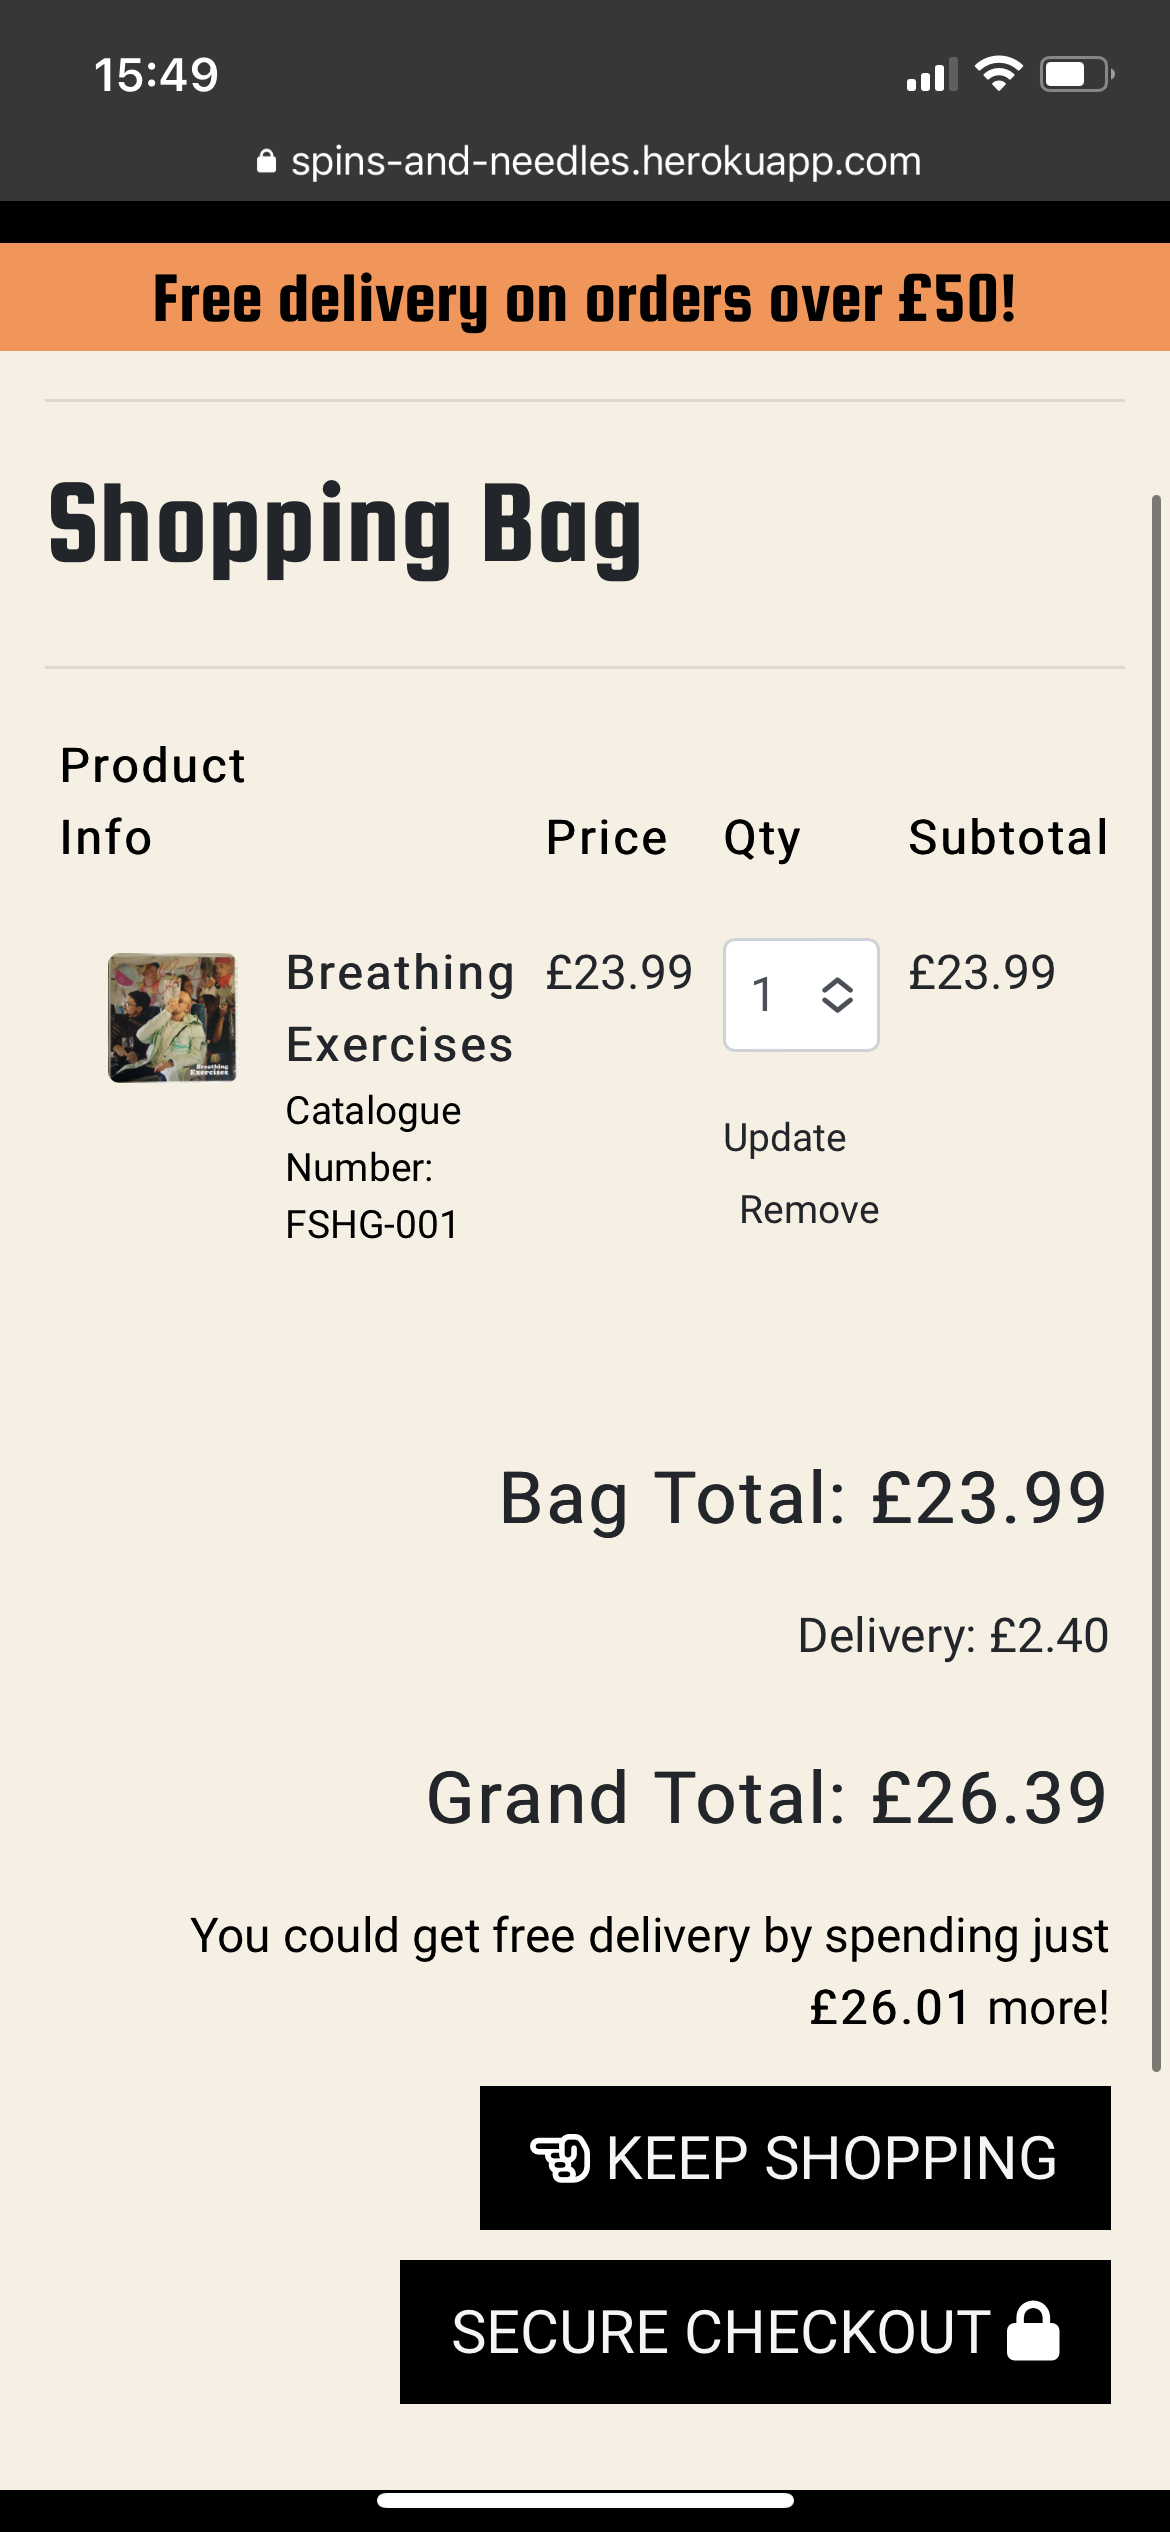 15:49
spins-and-needles.herokuapp.com
Free delivery on orders over £50!
Shopping Bag
Product
Info Price Qty Subtotal
Breathing £23.99 1 £23.99
Exercises
Breathing
Exercises
Catalogue
Number:
FSHG-001
Update
Remove
Bag Total: £23.99
Delivery: £2.40
Grand Total: £26.39
You could get free delivery by spending just
£26.01 more!
KEEP SHOPPING
SECURE CHECKOUT